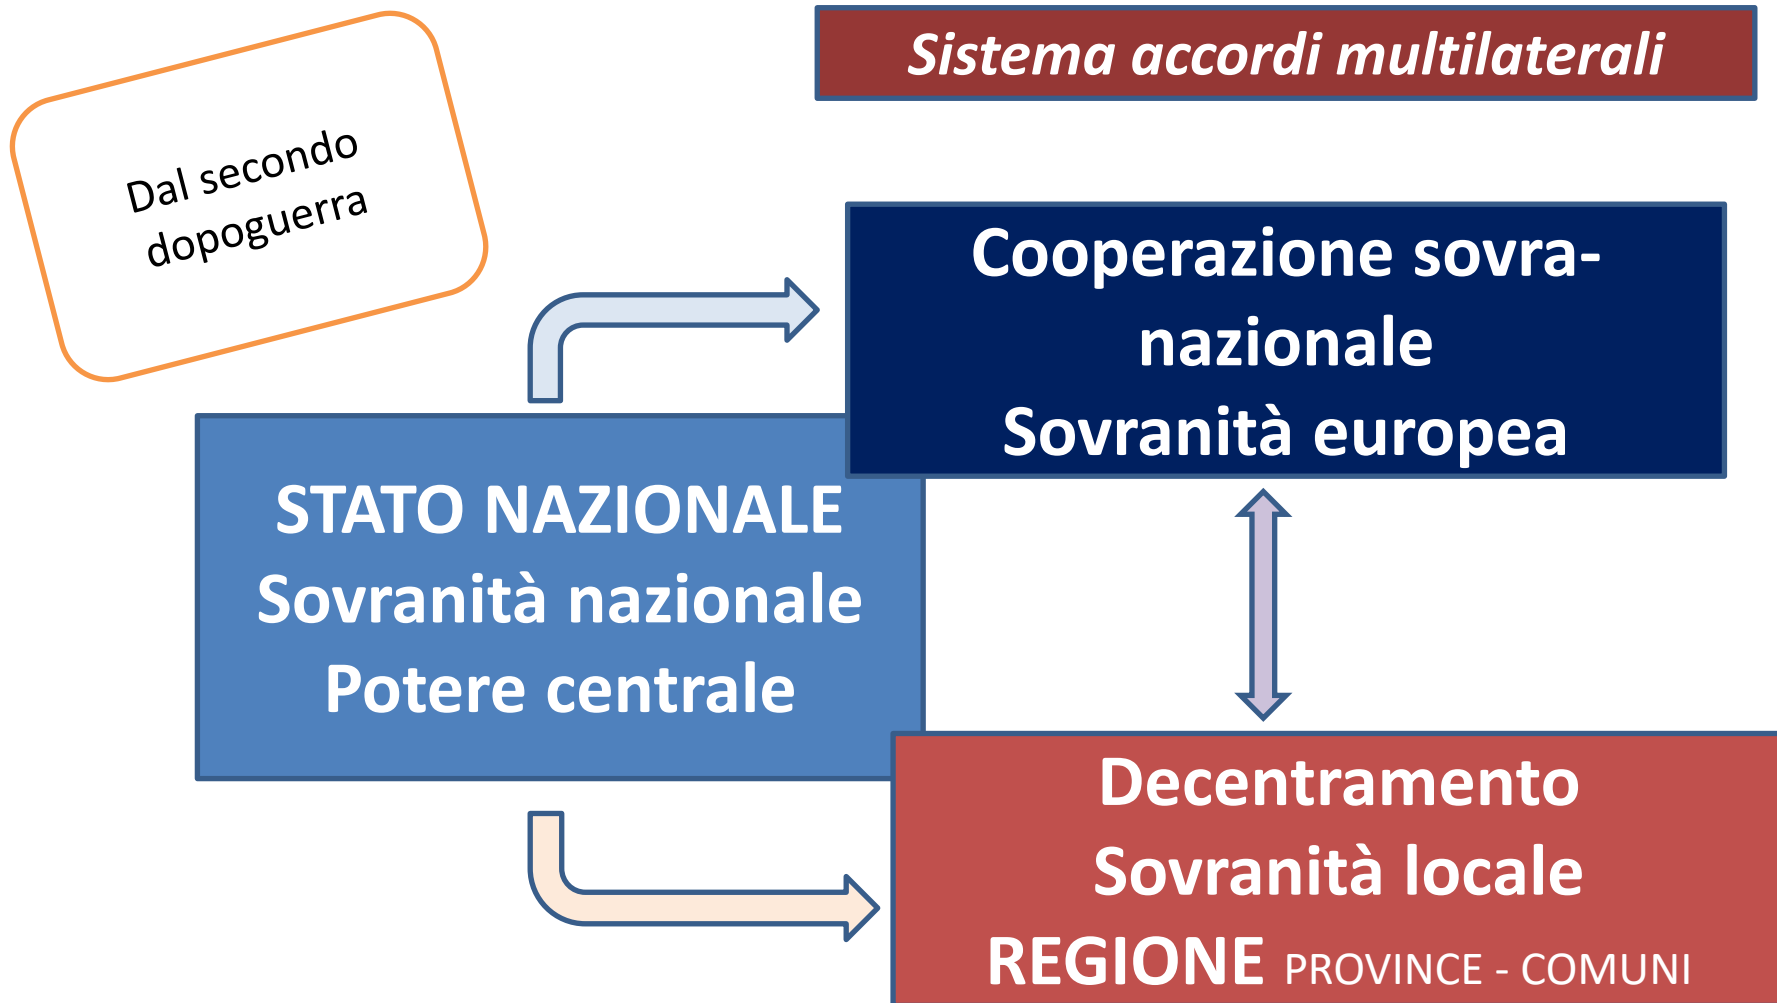 Sistema accordi multilaterali
Dal secondo
dopoguerra
Cooperazione sovra-
nazionale
Sovranità europea
STATO NAZIONALE
Sovranità nazionale
Potere centrale
Decentramento
Sovranità locale
REGIONE PROVINCE - COMUNI